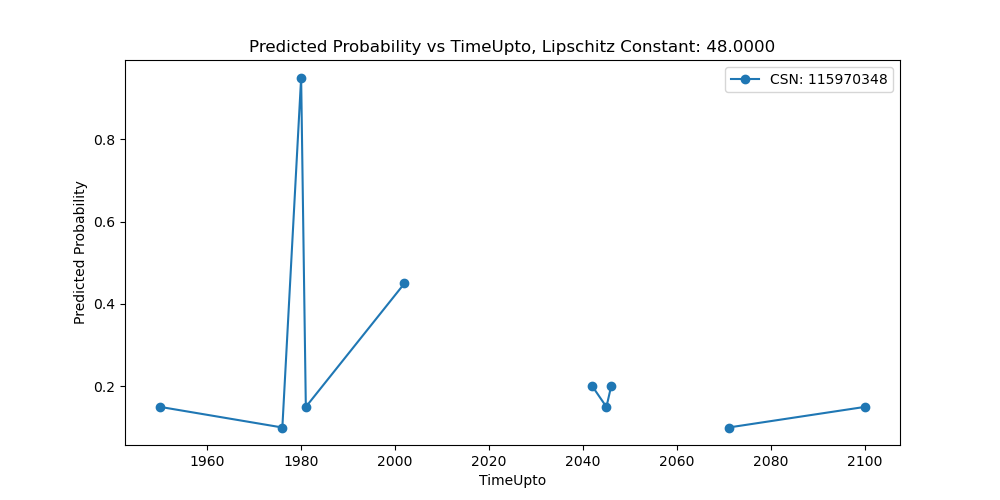 Predicted Probability vs TimeUpto, Lipschitz Constant: 48.0000
CSN: 115970348
Predicted Probability
0.8
0.6
0.4
0.2
1960 1980 2000 2020 2040 2060 2080 2100
TimeUpto